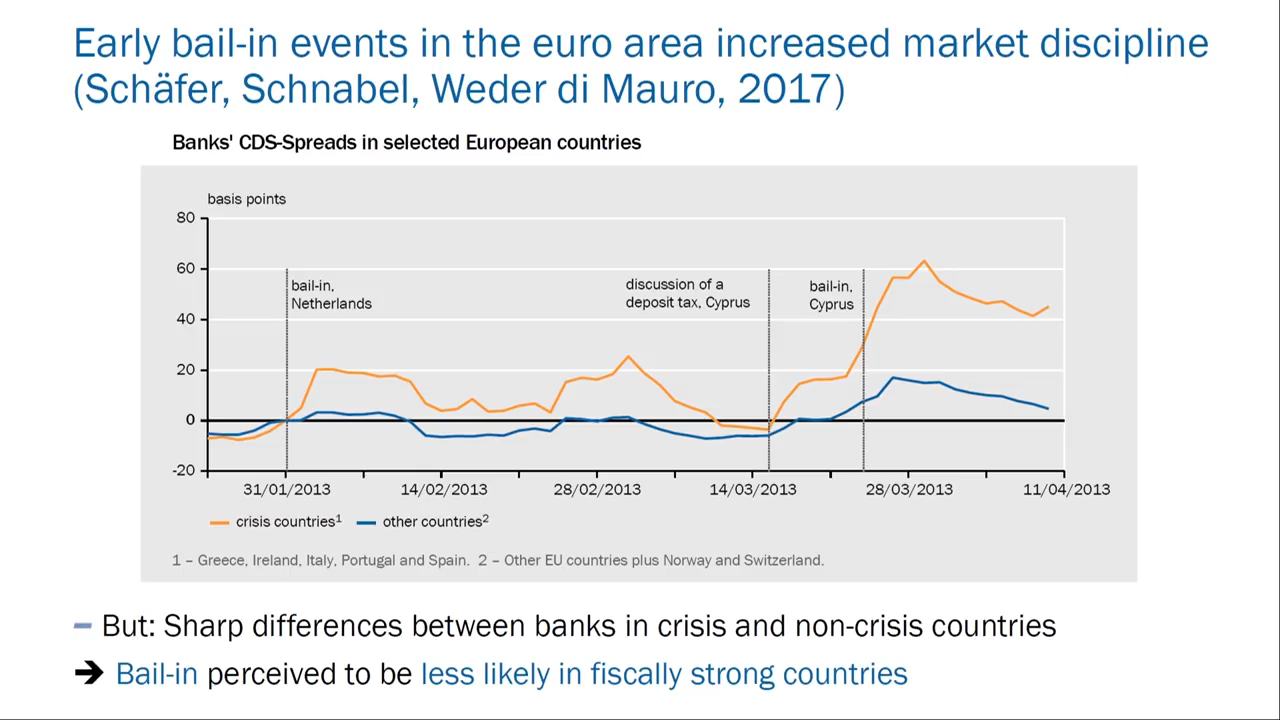 Early bail-in events in the euro area increased market discipline
(Schäfer, Schnabel, Weder di Mauro, 2017)
Banks' CDS-Spreads in selected European countries
basis points
80
60
40
20
0
-20
bail-in,
Netherlands
discussion of a
deposit tax, Cyprus
bail-in,
Cyprus
31/01/2013
14/02/2013
28/02/2013
14/03/2013
28/03/2013
11/04/2013
crisis countries¹
other countries²
1 – Greece, Ireland, Italy, Portugal and Spain. 2 – Other EU countries plus Norway and Switzerland.
– But: Sharp differences between banks in crisis and non-crisis countries
➔ Bail-in perceived to be less likely in fiscally strong countries